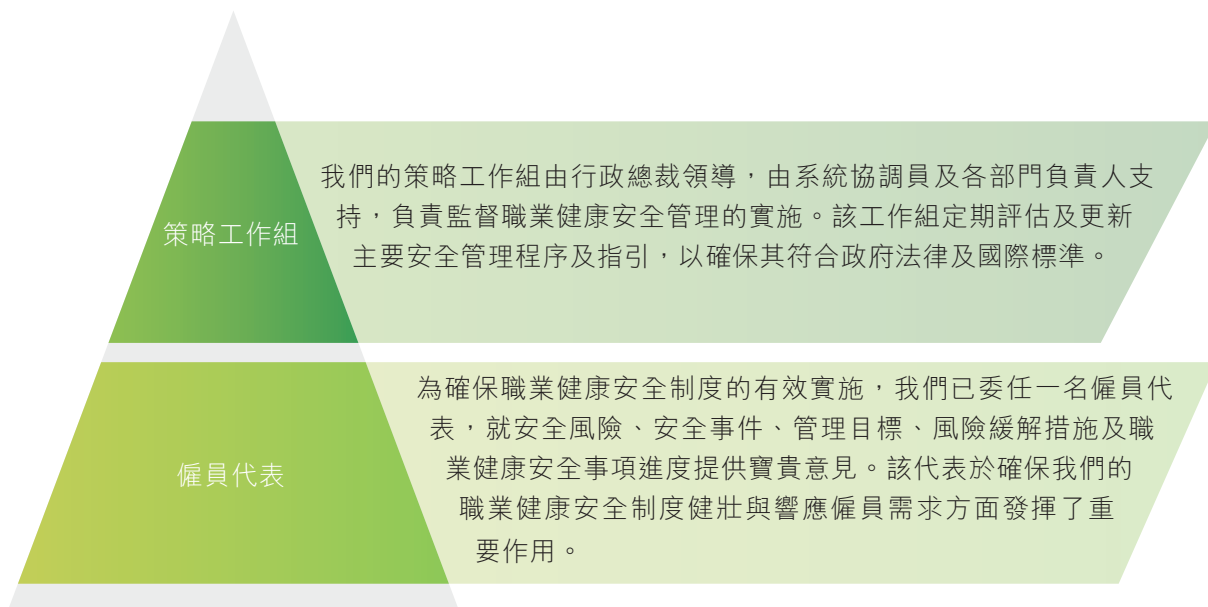 策略工作組
我們的策略工作組由行政總裁領導，由系統協調員及各部門負責人支
持，負責監督職業健康安全管理的實施。該工作組定期評估及更新
主要安全管理程序及指引，以確保其符合政府法律及國際標準。
僱員代表
為確保職業健康安全制度的有效實施，我們已委任一名僱員代
表，就安全風險、安全事件、管理目標、風險緩解措施及職
業健康安全事項進度提供寶貴意見。該代表於確保我們的
職業健康安全制度健壯與響應僱員需求方面發揮了重
要作用。